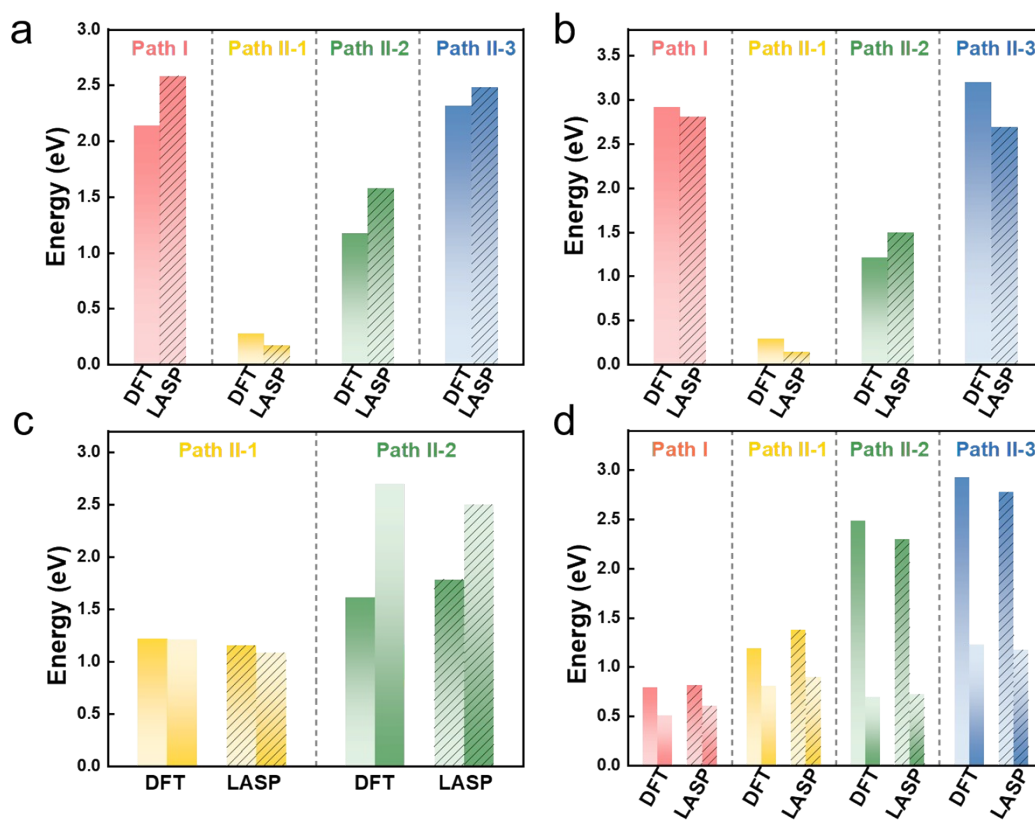 a
Path I Path II-1 Path II-2 Path II-3
Energy (eV)
3.0
2.5
2.0
1.5
1.0
0.5
0.0
DFT LASP DFT LASP DFT LASP DFT LASP
b
Path I Path II-1 Path II-2 Path II-3
Energy (eV)
3.5
3.0
2.5
2.0
1.5
1.0
0.5
0.0
DFT LASP DFT LASP DFT LASP DFT LASP
c
Path II-1 Path II-2
Energy (eV)
3.0
2.5
2.0
1.5
1.0
0.5
0.0
DFT LASP DFT LASP
d
Path I Path II-1 Path II-2 Path II-3
Energy (eV)
3.0
2.5
2.0
1.5
1.0
0.5
0.0
DFT LASP DFT LASP DFT LASP DFT LASP